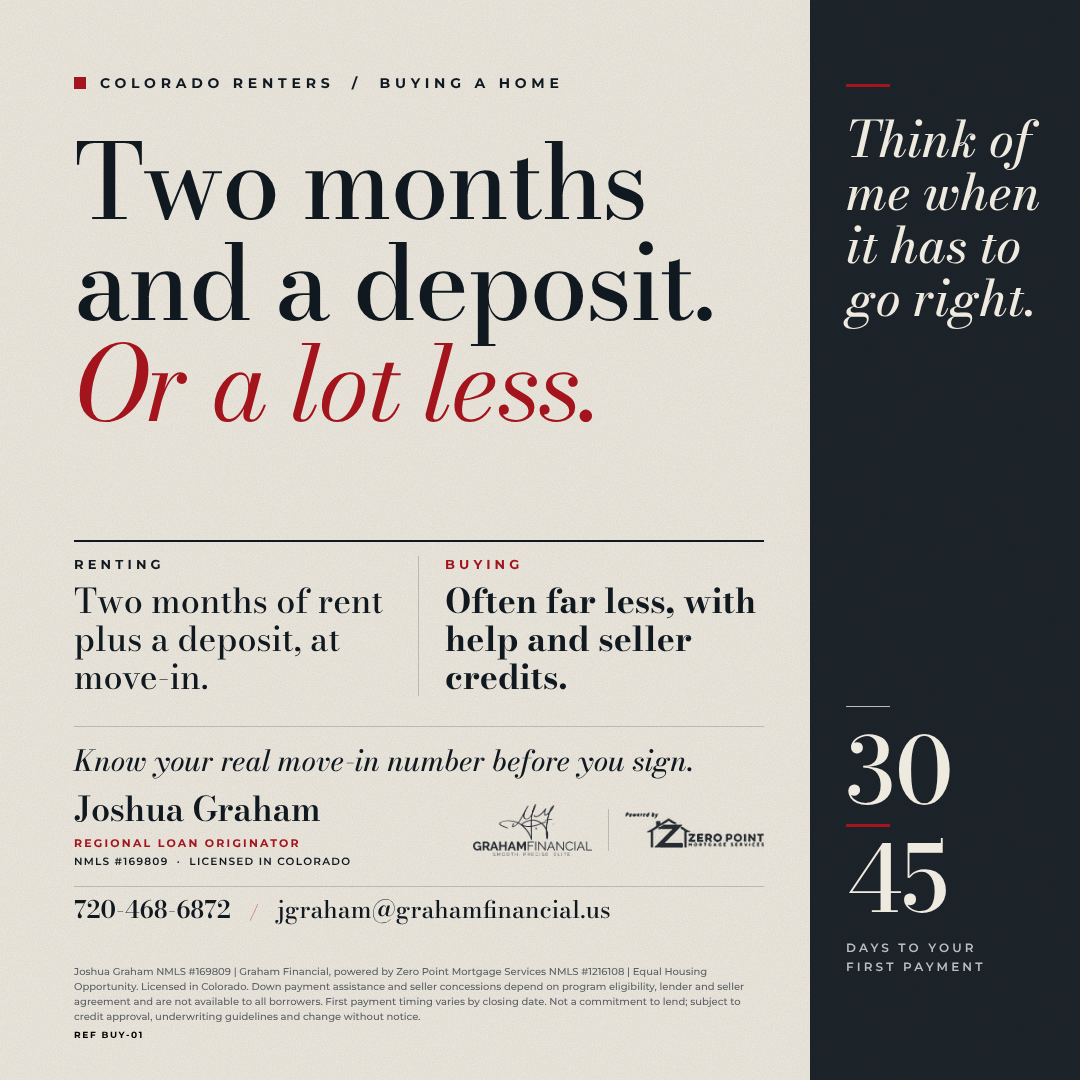 COLORADO RENTERS / BUYING A HOME
Two months
and a deposit.
Or a lot less.
RENTING
Two months of rent
plus a deposit, at
move-in.
BUYING
Often far less, with
help and seller
credits.
Know your real move-in number before you sign.
Joshua Graham
REGIONAL LOAN ORIGINATOR
NMLS #169809 · LICENSED IN COLORADO
GRAHAMFINANCIAL
SMOOTH. PRECISE. ELITE.
Powered by
ZERO POINT
MORTGAGE SERVICES
720-468-6872 / jgraham@grahamfinancial.us
Joshua Graham NMLS #169809 | Graham Financial, powered by Zero Point Mortgage Services NMLS #1216108 | Equal Housing
Opportunity. Licensed in Colorado. Down payment assistance and seller concessions depend on program eligibility, lender and seller
agreement and are not available to all borrowers. First payment timing varies by closing date. Not a commitment to lend; subject to
credit approval, underwriting guidelines and change without notice.
REF BUY-01
Think of
me when
it has to
go right.
30
45
DAYS TO YOUR
FIRST PAYMENT